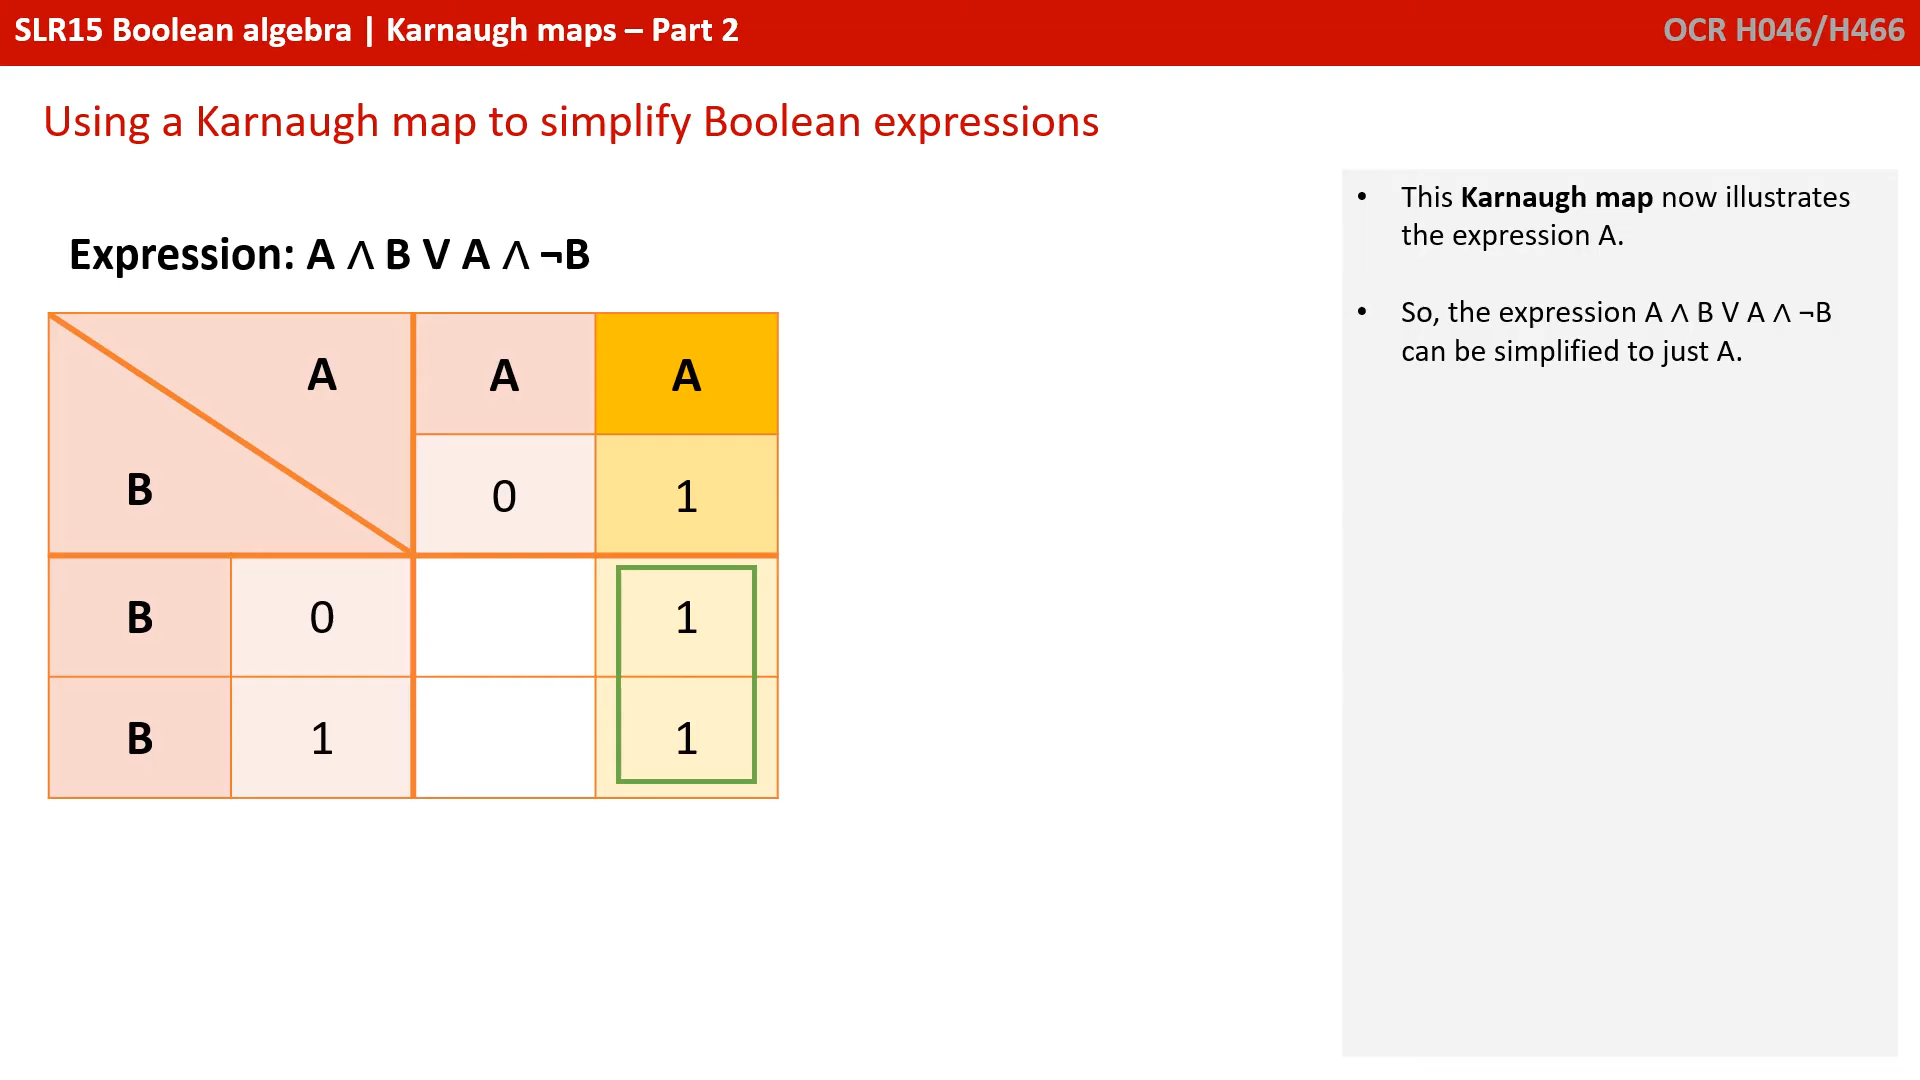 SLR15 Boolean algebra | Karnaugh maps – Part 2
OCR H046/H466
Using a Karnaugh map to simplify Boolean expressions
Expression: A ∧ B V A ∧ ¬B
A A A
B 0 1
B 0 1
B 1 1
• This Karnaugh map now illustrates
the expression A.
• So, the expression A ∧ B V A ∧ ¬B
can be simplified to just A.